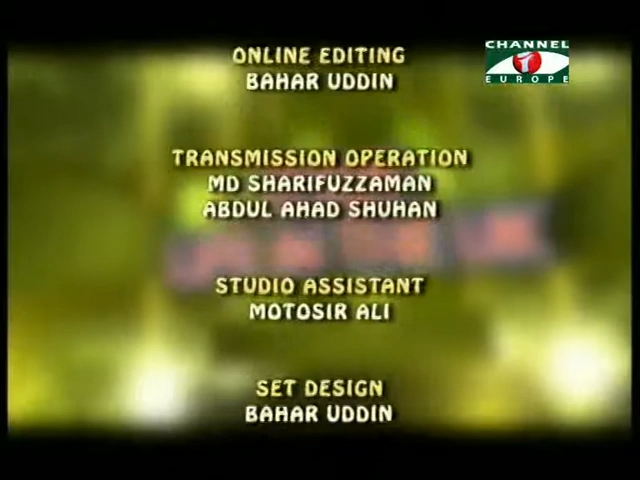 CHANNEL
i
EUROPE
ONLINE EDITING
BAHAR UDDIN
TRANSMISSION OPERATION
MD SHARIFUZZAMAN
ABDUL AHAD SHUHAN
STUDIO ASSISTANT
MOTOSIR ALI
SET DESIGN
BAHAR UDDIN